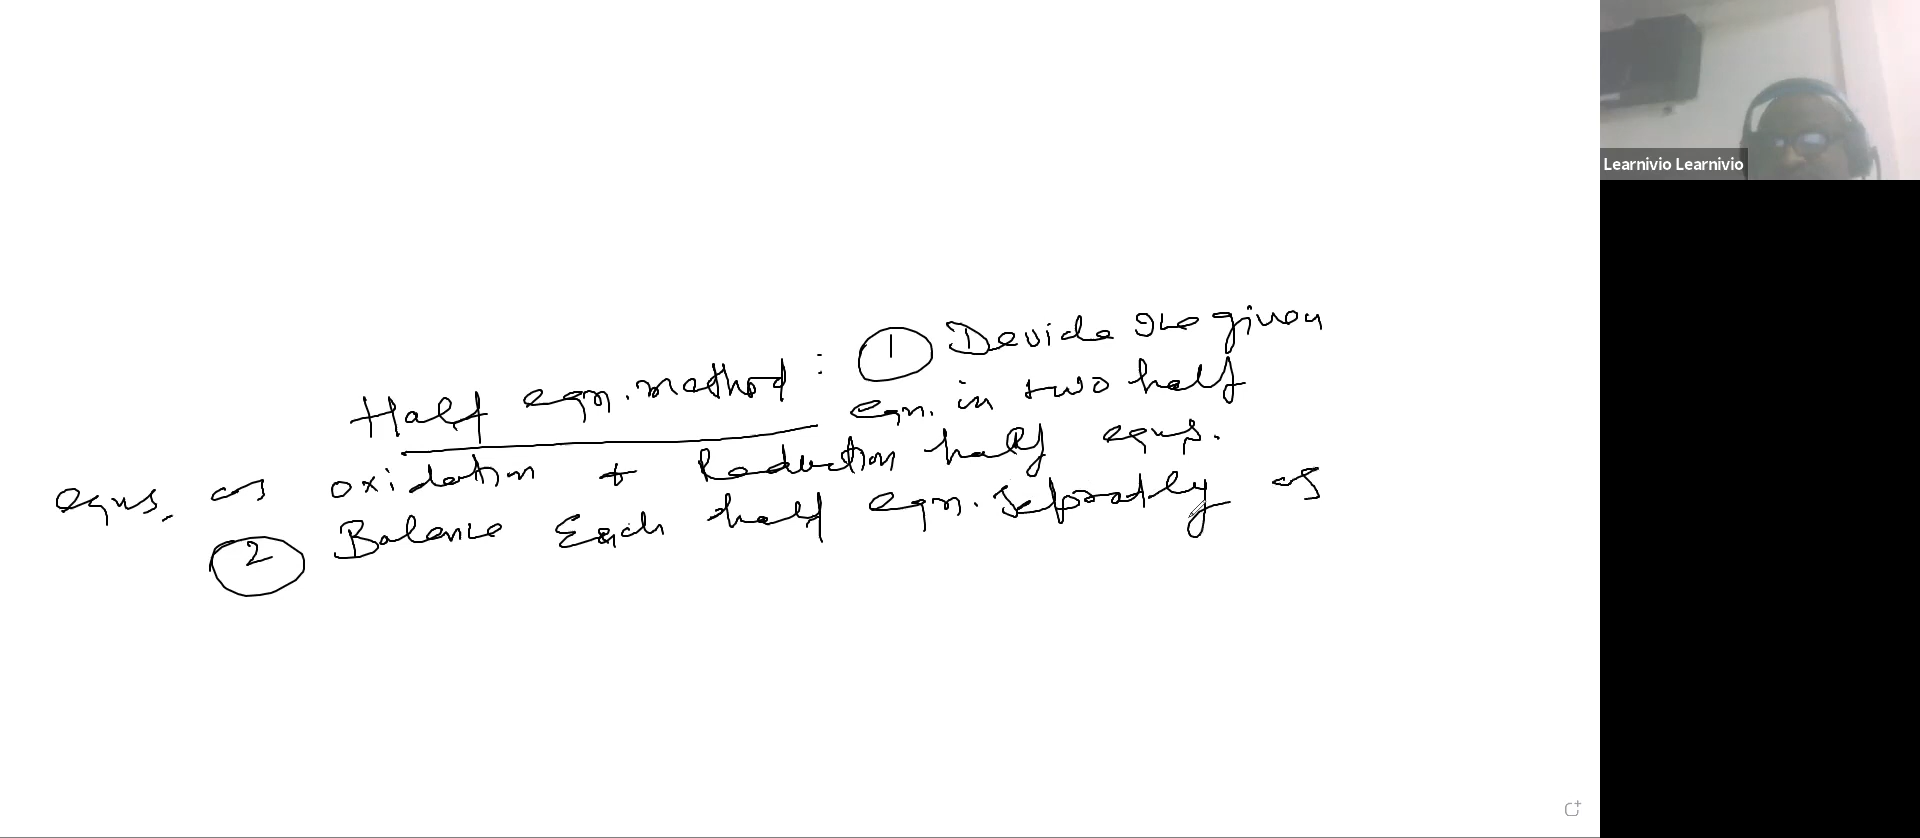 Half eqn. method : 1 Devide the given
eqn. in two half
eqns. as oxidation + Reduction half eqns.
2 Balance Each half eqn. Seprately as
Learnivio Learnivio